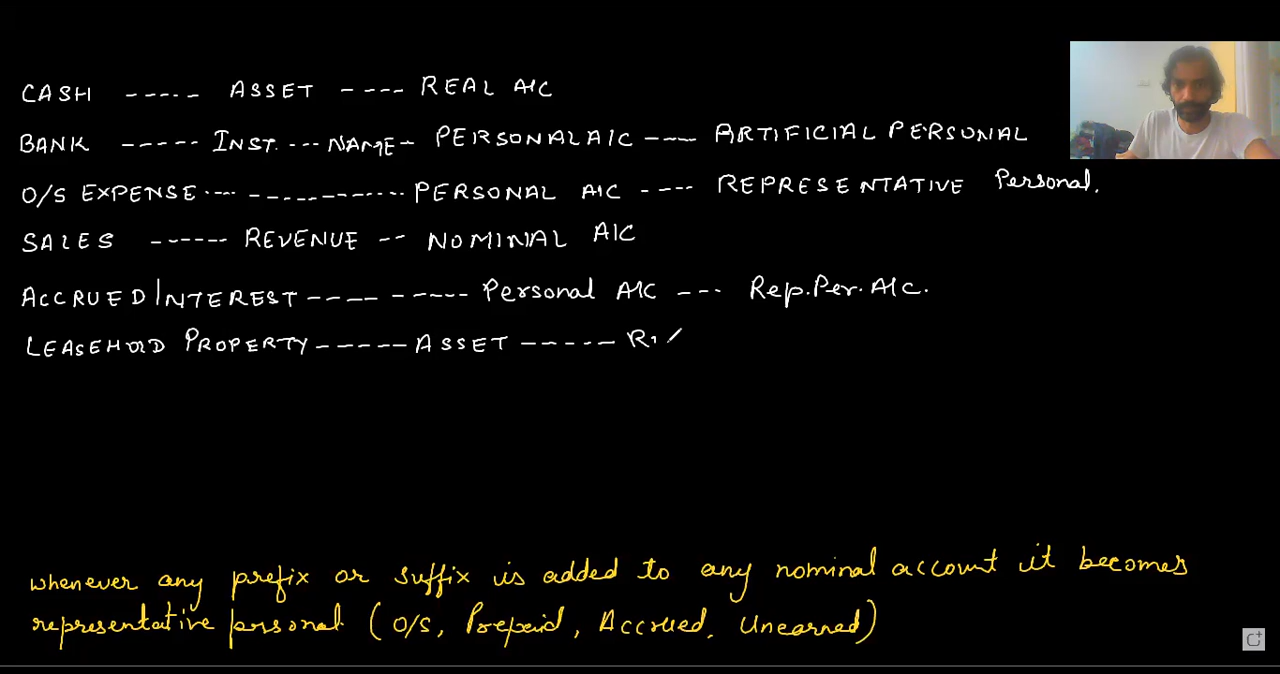 CASH ----- ASSET ---- REAL A/C
BANK ----- INST. --- NAME - PERSONAL A/C ---- ARTIFICIAL PERSONAL
O/S EXPENSE ---- ---------- PERSONAL A/C ---- REPRESENTATIVE Personal.
SALES ------ REVENUE -- NOMINAL A/C
ACCRUED INTEREST ---- ----- Personal A/C --- Rep. Per. A/c.
LEASEHOLD PROPERTY ----- ASSET -----
whenever any prefix or suffix is added to any nominal account it becomes
representative personal (O/S, Prepaid, Accrued, Unearned)